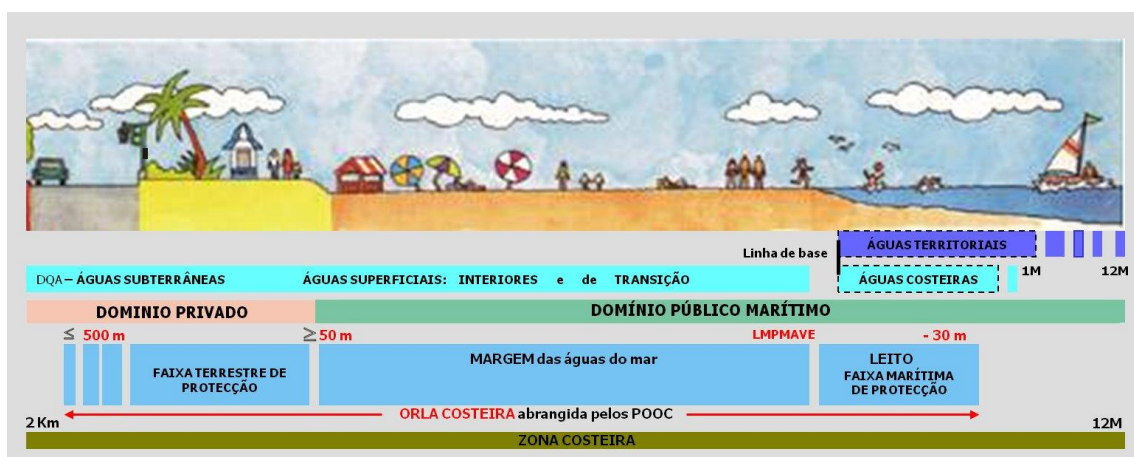 Linha de base
ÁGUAS TERRITORIAIS
DQA – ÁGUAS SUBTERRÂNEAS ÁGUAS SUPERFICIAIS: INTERIORES e de TRANSIÇÃO
ÁGUAS COSTEIRAS
1M
12M
DOMINIO PRIVADO
DOMÍNIO PÚBLICO MARÍTIMO
≤ 500 m
≥ 50 m
LMPMAVE
- 30 m
FAIXA TERRESTRE DE
PROTECÇÃO
MARGEM das águas do mar
LEITO
FAIXA MARÍTIMA
DE PROTECÇÃO
ORLA COSTEIRA abrangida pelos POOC
2 Km
12M
ZONA COSTEIRA